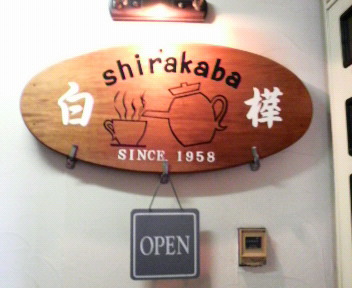 shirakaba
白 樺
SINCE. 1958
OPEN